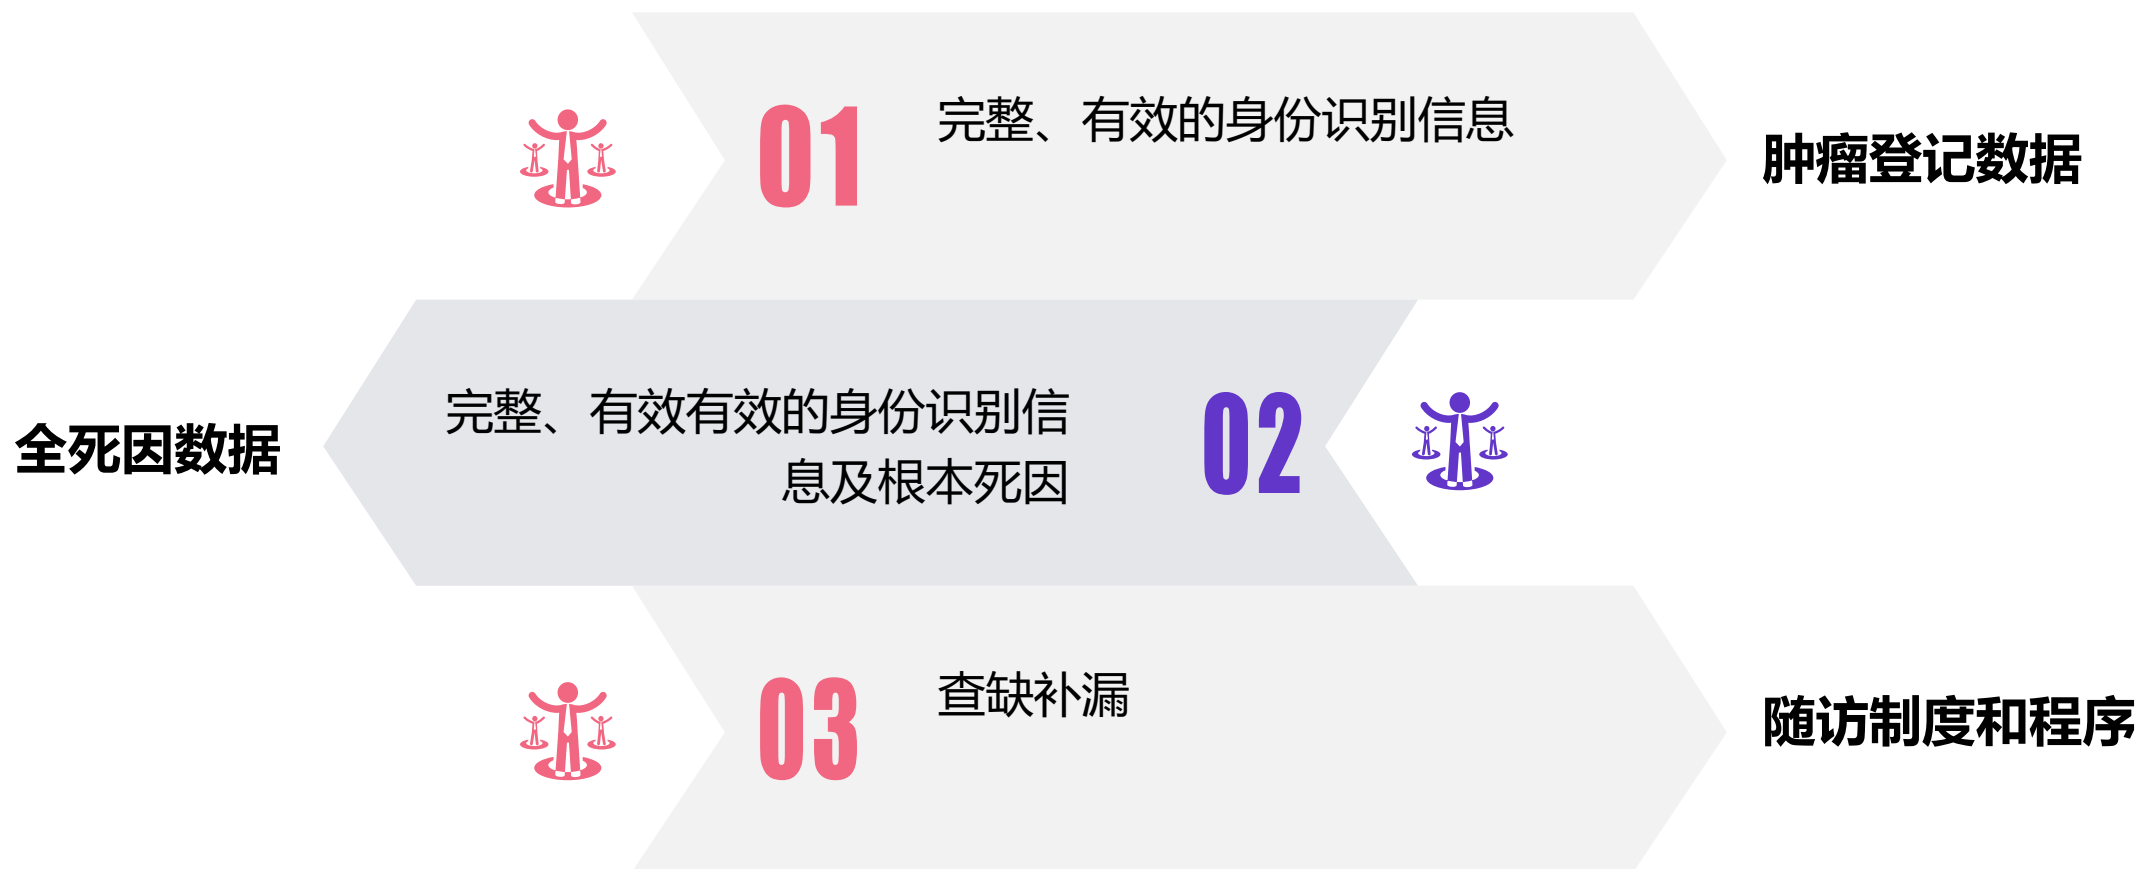 01
完整、有效的身份识别信息
肿瘤登记数据
全死因数据
完整、有效有效的身份识别信
息及根本死因
02
03
查缺补漏
随访制度和程序